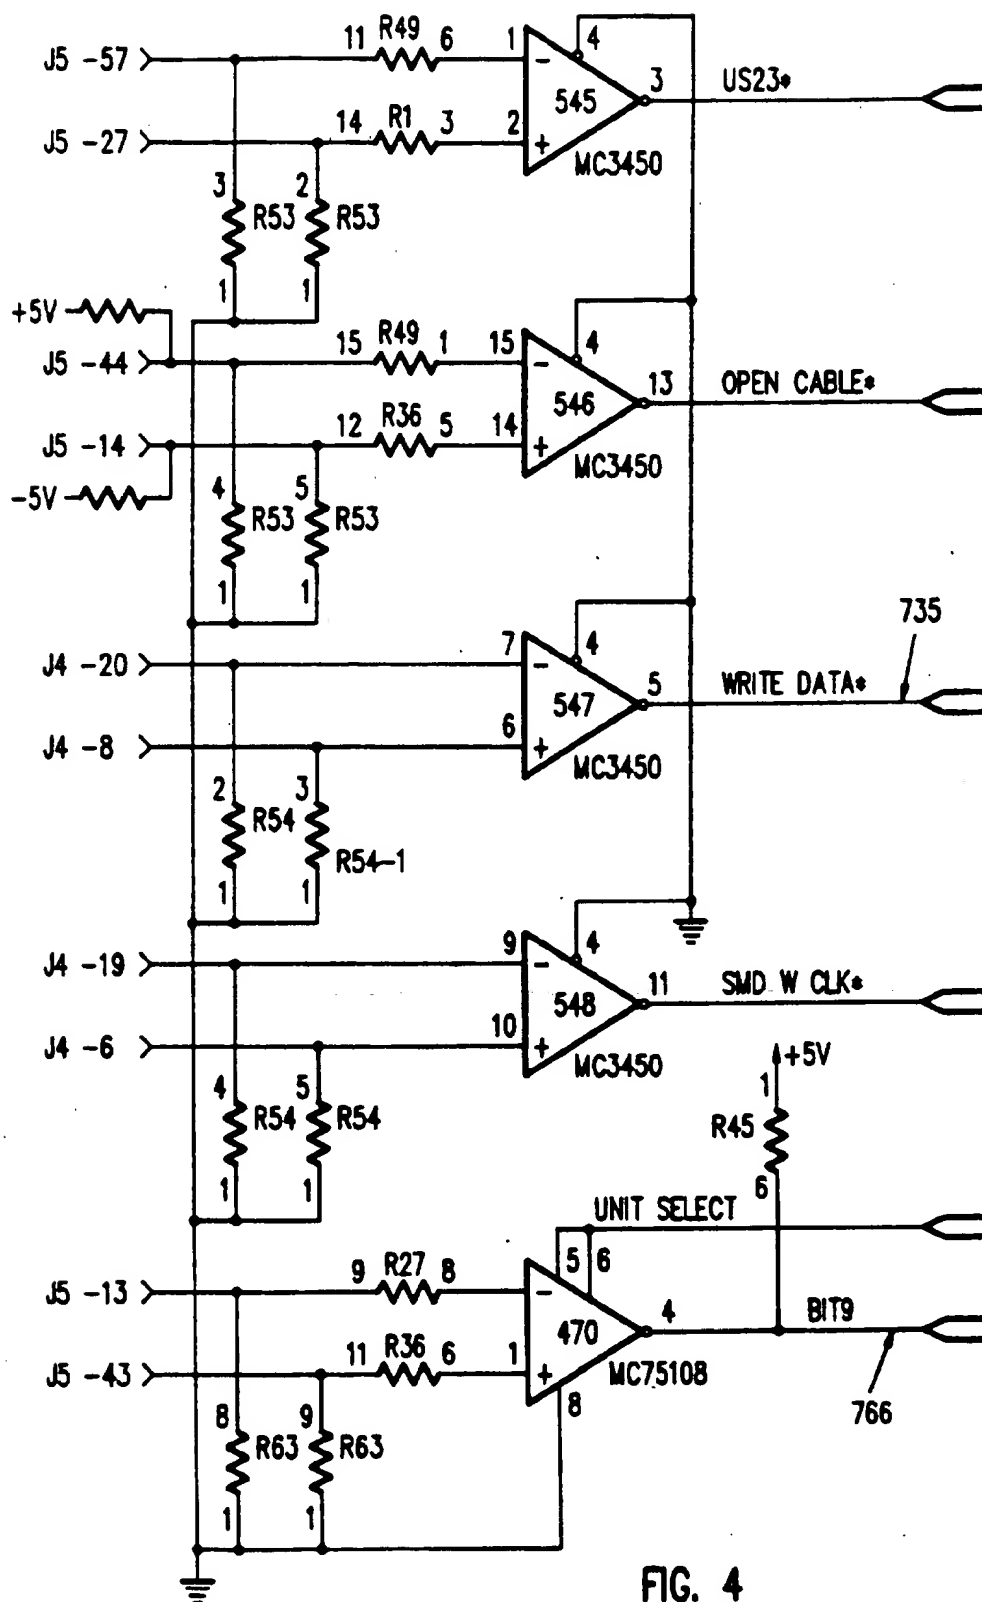 J5 -57 11 R49 6 1 - 4 545 3 US23*
J5 -27 14 R1 3 2 + MC3450
3 R53 2 R53
1 1
+5V
J5 -44 15 R49 1 15 - 4 546 13 OPEN CABLE*
J5 -14 12 R36 5 14 + MC3450
-5V
4 R53 5 R53
1 1
735
J4 -20 7 - 4 547 5 WRITE DATA*
J4 -8 6 + MC3450
2 R54 3 R54-1
1 1
J4 -19 9 - 4 548 11 SMD W CLK*
J4 -6 10 + MC3450
+5V
4 R54 5 R54 1 R45 6
1 1
UNIT SELECT
J5 -13 9 R27 8 - 5 6 470 4 BIT9
J5 -43 11 R36 6 1 + MC75108
8
766
8 R63 9 R63
1 1
FIG. 4